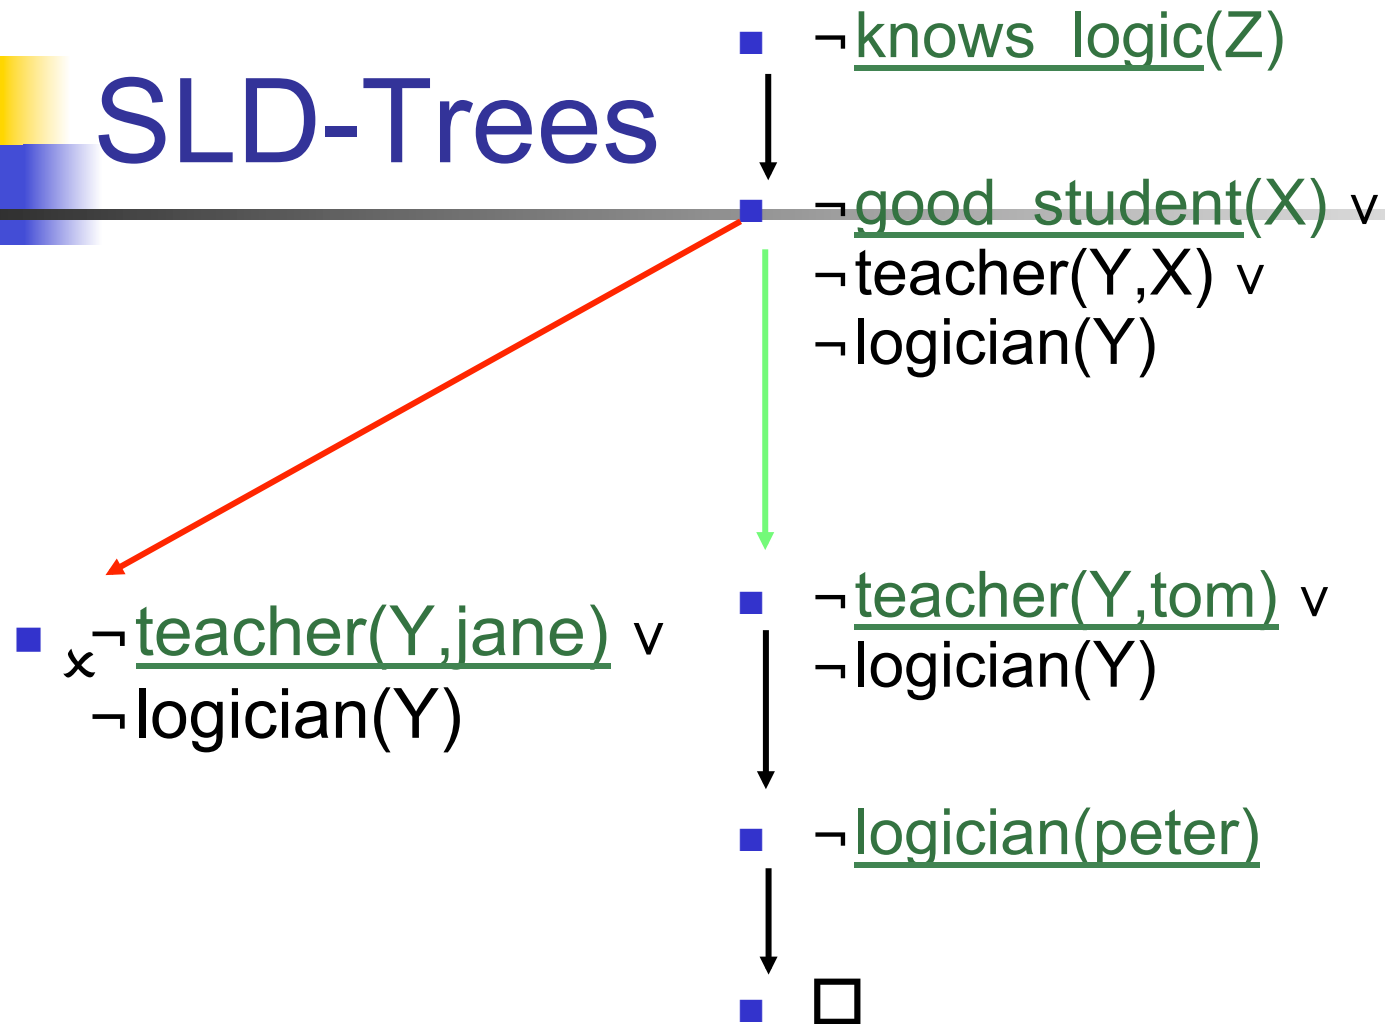 SLD-Trees
¬knows_logic(Z)
¬good_student(X) ∨
¬teacher(Y,X) ∨
¬logician(Y)
x¬teacher(Y,jane) ∨
¬logician(Y)
¬teacher(Y,tom) ∨
¬logician(Y)
¬logician(peter)
□